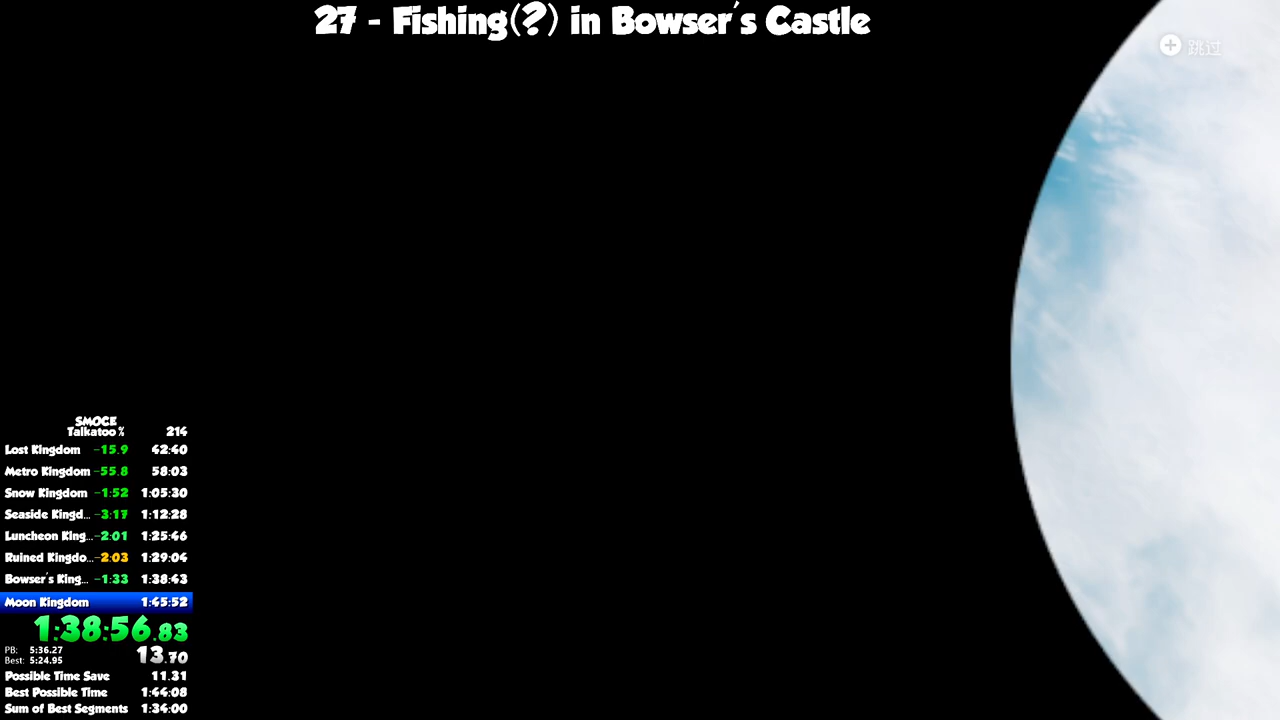 27 - Fishing(?) in Bowser's Castle
跳过
SMOCE
Talkatoo% 214
Lost Kingdom -15.9 42:40
Metro Kingdom -55.8 58:03
Snow Kingdom -1:52 1:05:30
Seaside Kingd... -3:17 1:12:28
Luncheon King... -2:01 1:25:46
Ruined Kingdo... -2:03 1:29:04
Bowser's King... -1:33 1:38:43
Moon Kingdom 1:45:52
1:38:56.83
PB: 5:36.27
Best: 5:24.95
13.70
Possible Time Save 11.31
Best Possible Time 1:44:08
Sum of Best Segments 1:34:00